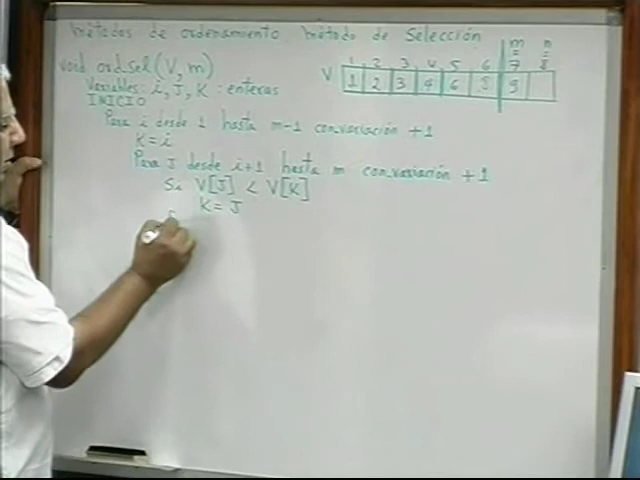 Métodos de ordenamiento método de Selección
void ord.sel(V,m)
Variables: i, J, K : enteras
INICIO
Para i desde 1 hasta m-1 con variación +1
K = i
Para J desde i+1 hasta m con variación +1
Si V[J] < V[K]
K = J
m n
= =
1 2 3 4 5 6 7 8
V 1 2 3 4 6 5 9